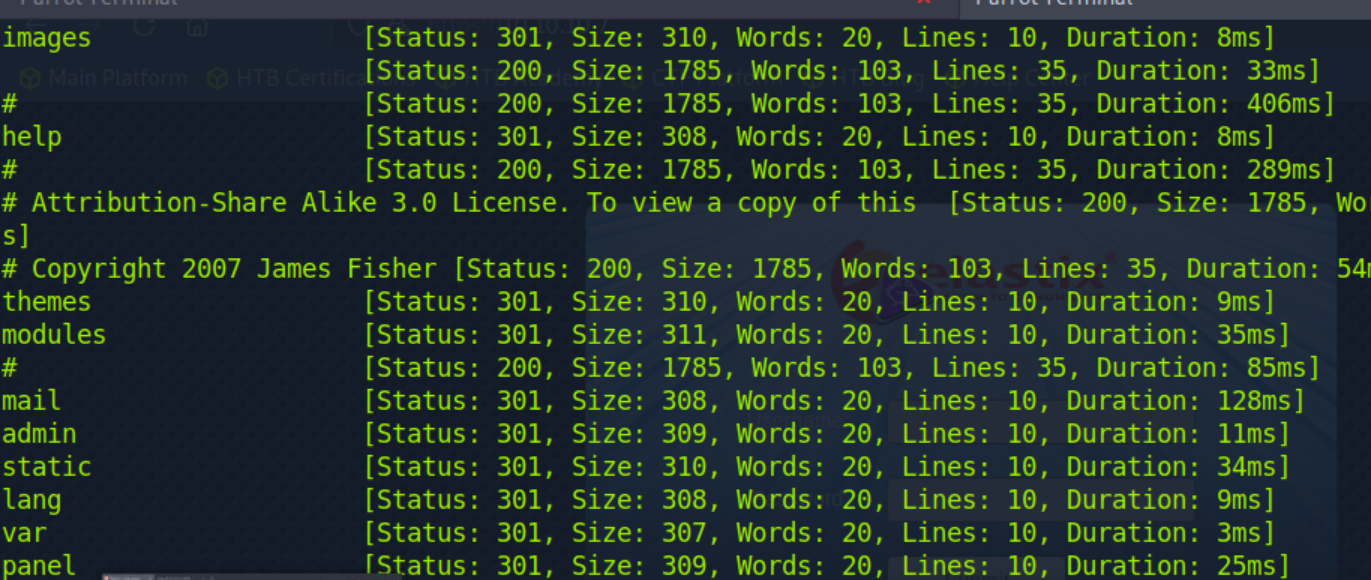 Parrot Terminal Parrot Terminal
images [Status: 301, Size: 310, Words: 20, Lines: 10, Duration: 8ms]
[Status: 200, Size: 1785, Words: 103, Lines: 35, Duration: 33ms]
# [Status: 200, Size: 1785, Words: 103, Lines: 35, Duration: 406ms]
help [Status: 301, Size: 308, Words: 20, Lines: 10, Duration: 8ms]
# [Status: 200, Size: 1785, Words: 103, Lines: 35, Duration: 289ms]
# Attribution-Share Alike 3.0 License. To view a copy of this [Status: 200, Size: 1785, Wo
s]
# Copyright 2007 James Fisher [Status: 200, Size: 1785, Words: 103, Lines: 35, Duration: 54m
themes [Status: 301, Size: 310, Words: 20, Lines: 10, Duration: 9ms]
modules [Status: 301, Size: 311, Words: 20, Lines: 10, Duration: 35ms]
# [Status: 200, Size: 1785, Words: 103, Lines: 35, Duration: 85ms]
mail [Status: 301, Size: 308, Words: 20, Lines: 10, Duration: 128ms]
admin [Status: 301, Size: 309, Words: 20, Lines: 10, Duration: 11ms]
static [Status: 301, Size: 310, Words: 20, Lines: 10, Duration: 34ms]
lang [Status: 301, Size: 308, Words: 20, Lines: 10, Duration: 9ms]
var [Status: 301, Size: 307, Words: 20, Lines: 10, Duration: 3ms]
panel [Status: 301, Size: 309, Words: 20, Lines: 10, Duration: 25ms]
Main Platform
elastix